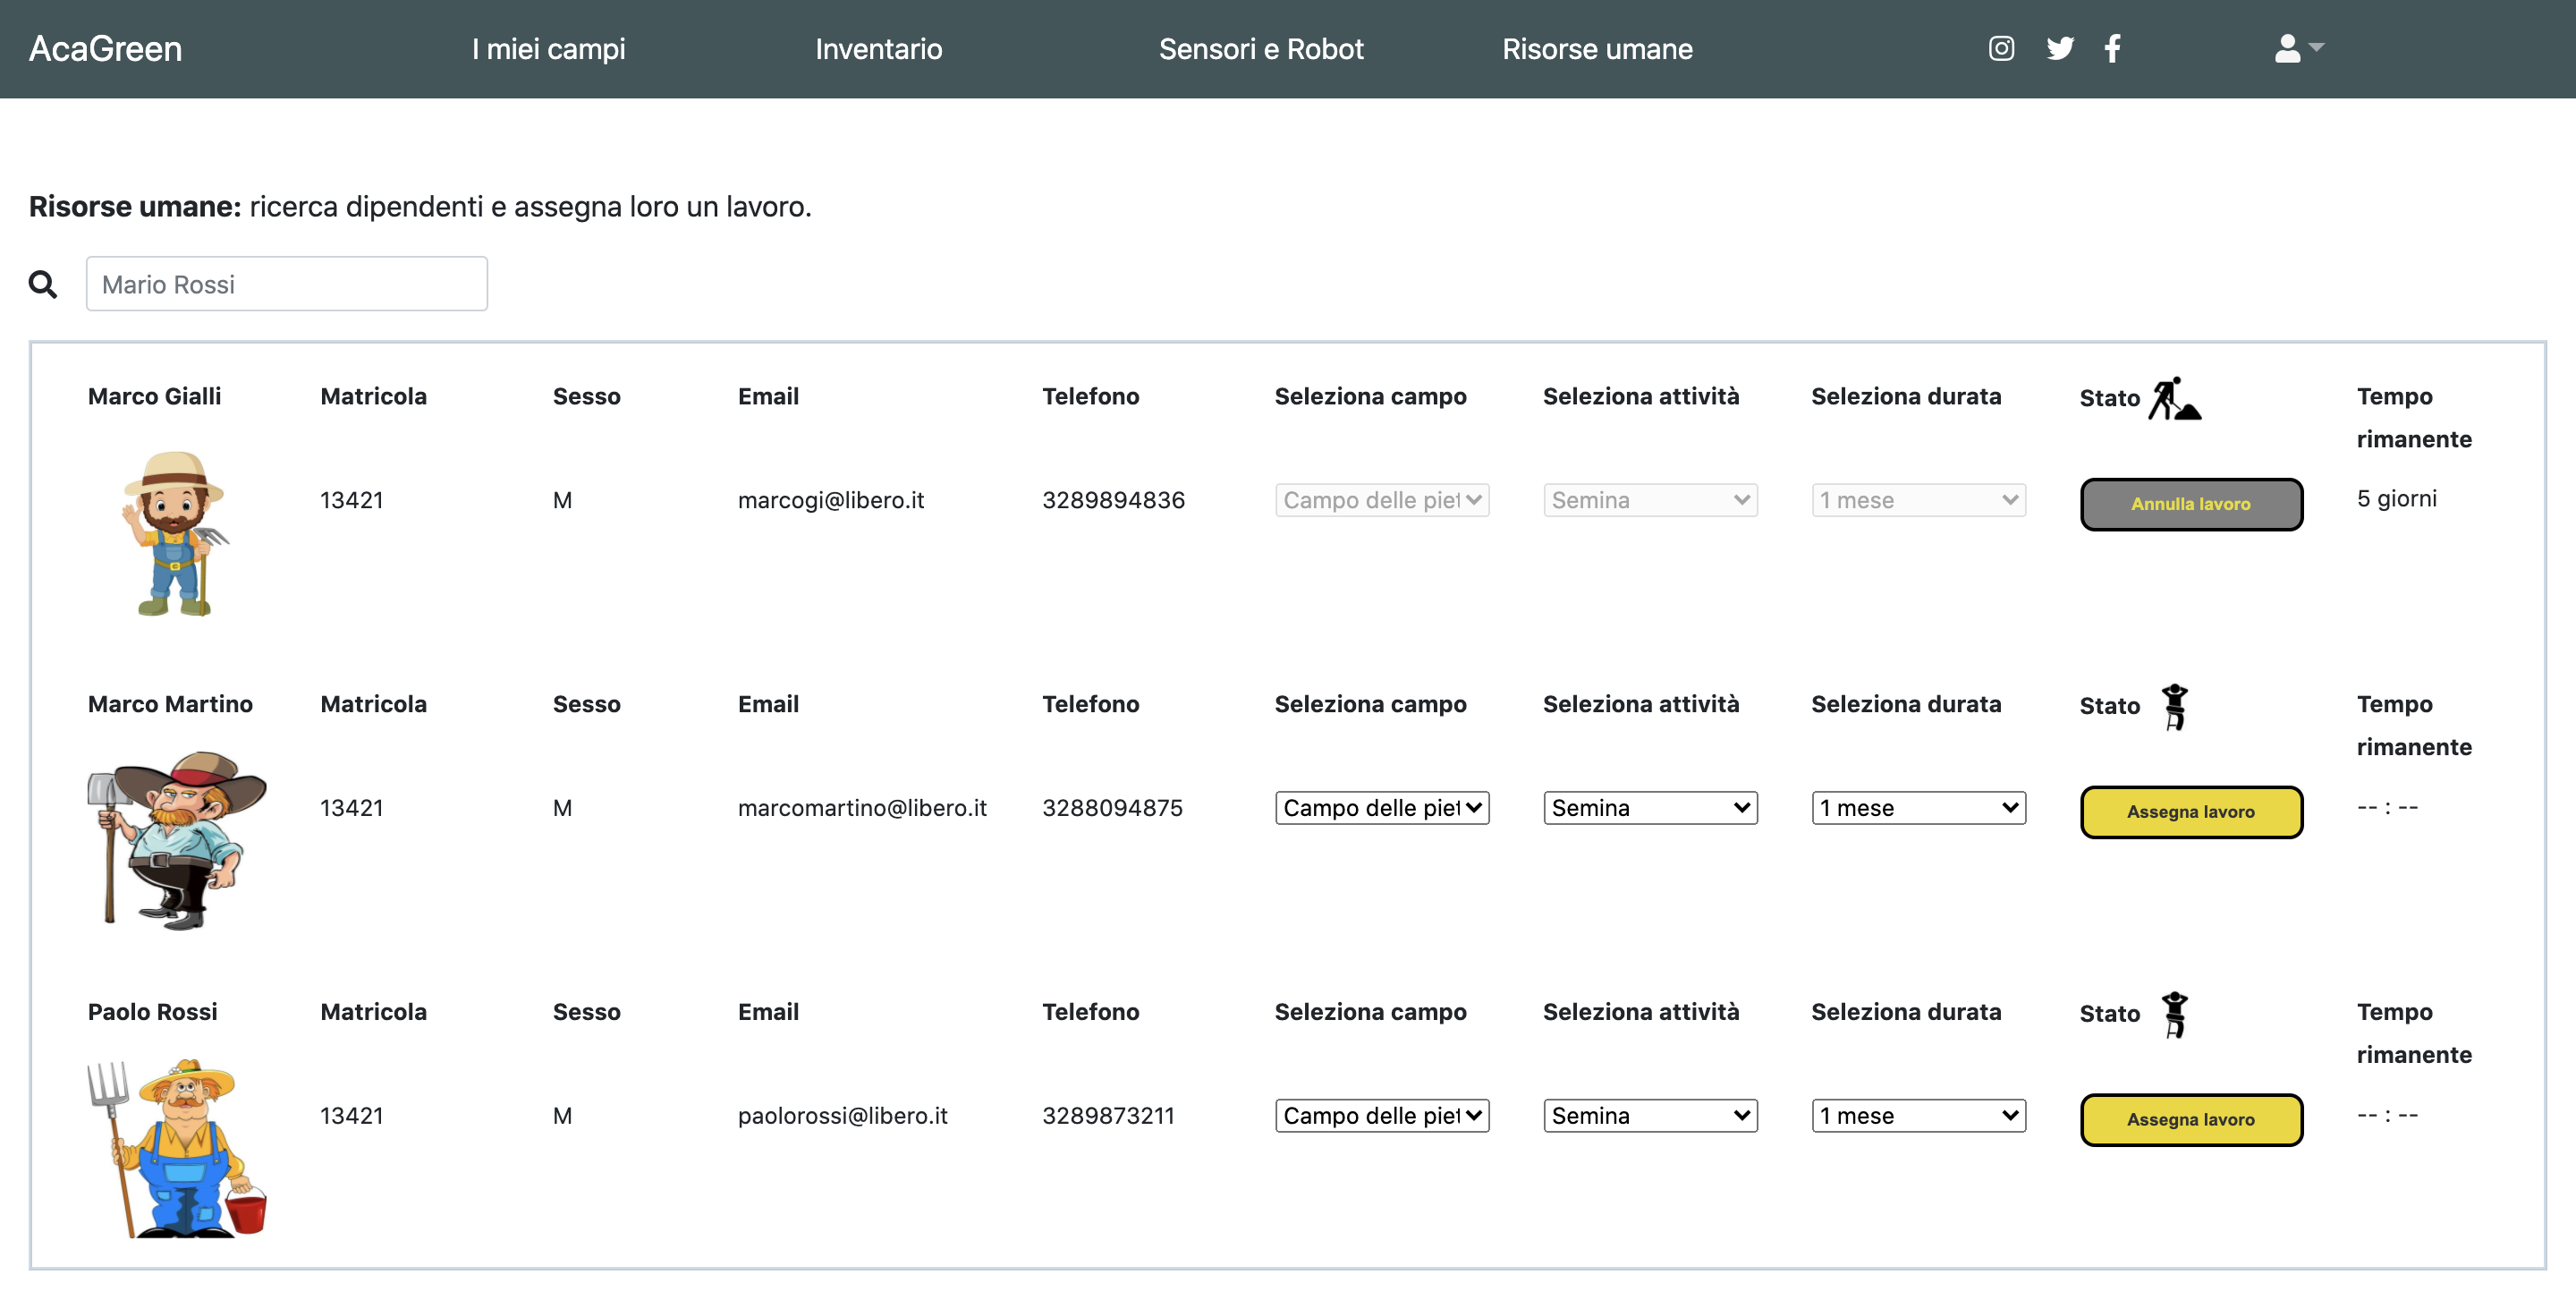 AcaGreen I miei campi Inventario Sensori e Robot Risorse umane
Risorse umane: ricerca dipendenti e assegna loro un lavoro.
Mario Rossi
Marco Gialli Matricola Sesso Email Telefono Seleziona campo Seleziona attività Seleziona durata Stato Tempo rimanente
13421 M marcogi@libero.it 3289894836 Campo delle piet Semina 1 mese Annulla lavoro 5 giorni
Marco Martino Matricola Sesso Email Telefono Seleziona campo Seleziona attività Seleziona durata Stato Tempo rimanente
13421 M marcomartino@libero.it 3288094875 Campo delle piet Semina 1 mese Assegna lavoro -- : --
Paolo Rossi Matricola Sesso Email Telefono Seleziona campo Seleziona attività Seleziona durata Stato Tempo rimanente
13421 M paolorossi@libero.it 3289873211 Campo delle piet Semina 1 mese Assegna lavoro -- : --